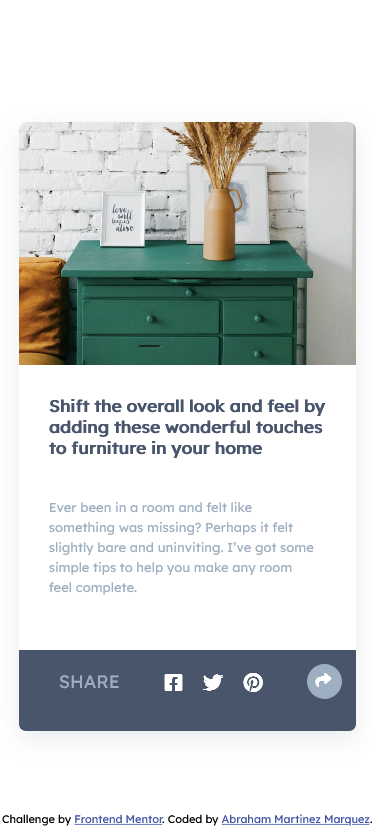 love
will
been
alive
Shift the overall look and feel by
adding these wonderful touches
to furniture in your home
Ever been in a room and felt like
something was missing? Perhaps it felt
slightly bare and uninviting. I’ve got some
simple tips to help you make any room
feel complete.
SHARE
Challenge by Frontend Mentor. Coded by Abraham Martínez Marquez.